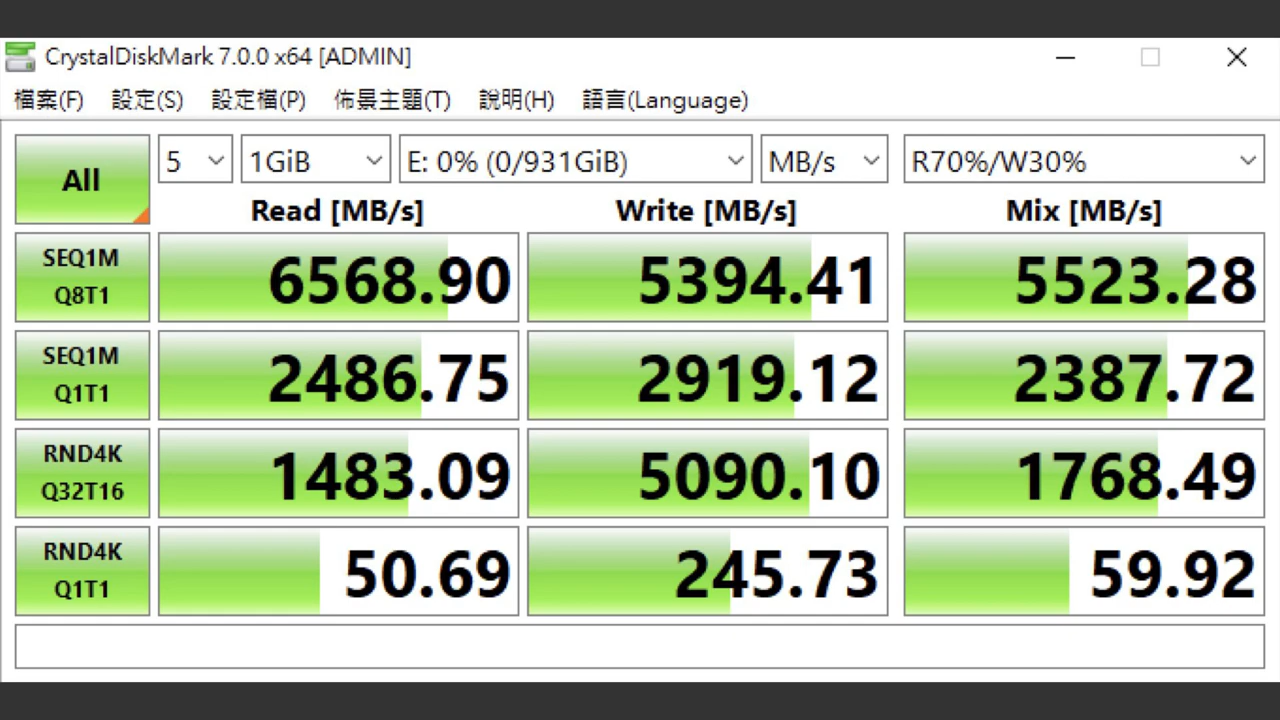 CrystalDiskMark 7.0.0 x64 [ADMIN]
檔案(F) 設定(S) 設定檔(P) 佈景主題(T) 說明(H) 語言(Language)
All 5 1GiB E: 0% (0/931GiB) MB/s R70%/W30%
Read [MB/s] Write [MB/s] Mix [MB/s]
SEQ1M
Q8T1 6568.90 5394.41 5523.28
SEQ1M
Q1T1 2486.75 2919.12 2387.72
RND4K
Q32T16 1483.09 5090.10 1768.49
RND4K
Q1T1 50.69 245.73 59.92